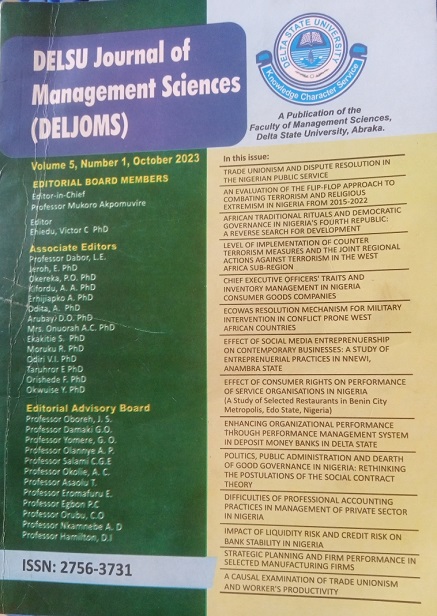 DELSU Journal of
Management Sciences
(DELJOMS)
DELTA STATE UNIVERSITY
Knowledge Character Service
A Publication of the
Faculty of Management Sciences,
Delta State University, Abraka.
Volume 5, Number 1, October 2023
EDITORIAL BOARD MEMBERS
Editor-in-Chief
Professor Mukoro Akpomuvire
Editor
Ehiedu, Victor C PhD
Associate Editors
Professor Dabor, L.E.
Jeroh, E. PhD
Okereka, P.O. PhD
Kifordu, A. A. PhD
Erhijiapko A. PhD
Odita, A. PhD
Arubayi D.O. PhD
Mrs. Onuorah A.C. PhD
Ekakitie S. PhD
Moruku R. PhD
Odiri V.I. PhD
Taruhror E PhD
Orishede F. PhD
Okwuise Y. PhD
Editorial Advisory Board
Professor Oboreh, J. S.
Professor Damaki G.O.
Professor Yomere, G. O.
Professor Olannye A. P.
Professor Salami C.G.E
Professor Okolie, A. C.
Professor Asaolu T.
Professor Eromafuru E.
Professor Egbon P.C
Professor Orubu, C.O
Professor Nkamnebe A. D
Professor Hamilton, D.I
ISSN: 2756-3731
In this issue:
TRADE UNIONISM AND DISPUTE RESOLUTION IN
THE NIGERIAN PUBLIC SERVICE
AN EVALUATION OF THE FLIP-FLOP APPROACH TO
COMBATING TERRORISM AND RELIGIOUS
EXTREMISM IN NIGERIA FROM 2015-2022
AFRICAN TRADITIONAL RITUALS AND DEMOCRATIC
GOVERNANCE IN NIGERIA'S FOURTH REPUBLIC:
A REVERSE SEARCH FOR DEVELOPMENT
LEVEL OF IMPLEMENTATION OF COUNTER
TERRORISM MEASURES AND THE JOINT REGIONAL
ACTIONS AGAINST TERRORISM IN THE WEST
AFRICA SUB-REGION
CHIEF EXECUTIVE OFFICERS' TRAITS AND
INVENTORY MANAGEMENT IN NIGERIA
CONSUMER GOODS COMPANIES
ECOWAS RESOLUTION MECHANISM FOR MILITARY
INTERVENTION IN CONFLICT PRONE WEST
AFRICAN COUNTRIES
EFFECT OF SOCIAL MEDIA ENTREPRENUERSHIP
ON CONTEMPORARY BUSINESSES: A STUDY OF
ENTREPRENUERIAL PRACTICES IN NNEWI,
ANAMBRA STATE
EFFECT OF CONSUMER RIGHTS ON PERFORMANCE
OF SERVICE ORGANISATIONS IN NIGERIA
(A Study of Selected Restaurants in Benin City
Metropolis, Edo State, Nigeria)
ENHANCING ORGANIZATIONAL PERFORMANCE
THROUGH PERFORMANCE MANAGEMENT SYSTEM
IN DEPOSIT MONEY BANKS IN DELTA STATE
POLITICS, PUBLIC ADMINISTRATION AND DEARTH
OF GOOD GOVERNANCE IN NIGERIA: RETHINKING
THE POSTULATIONS OF THE SOCIAL CONTRACT
THEORY
DIFFICULTIES OF PROFESSIONAL ACCOUNTING
PRACTICES IN MANAGEMENT OF PRIVATE SECTOR
IN NIGERIA
IMPACT OF LIQUIDITY RISK AND CREDIT RISK ON
BANK STABILITY IN NIGERIA
STRATEGIC PLANNING AND FIRM PERFORMANCE IN
SELECTED MANUFACTURING FIRMS
A CAUSAL EXAMINATION OF TRADE UNIONISM
AND WORKER'S PRODUCTIVITY